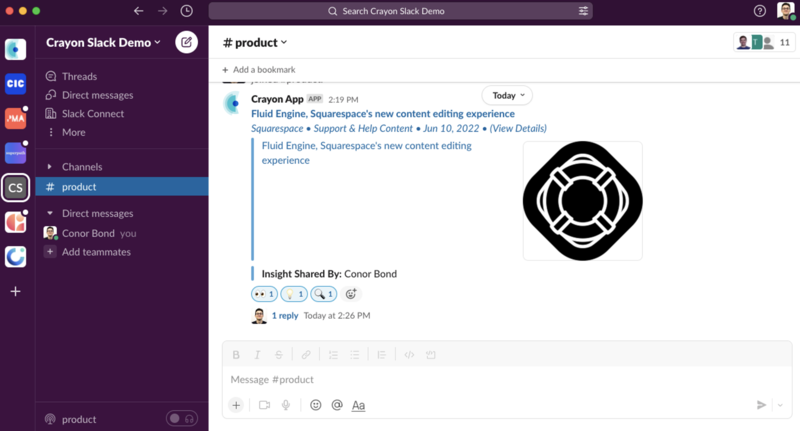 Search Crayon Slack Demo
Crayon Slack Demo
Threads
Direct messages
Slack Connect
More
Channels
# product
Direct messages
Conor Bond you
+ Add teammates
product
CIC
CS
# product
11
+ Add a bookmark
Today
Crayon App APP 2:19 PM
Fluid Engine, Squarespace's new content editing experience
Squarespace • Support & Help Content • Jun 10, 2022 • (View Details)
Fluid Engine, Squarespace's new content editing
experience
Insight Shared By: Conor Bond
1 1 1
1 reply Today at 2:26 PM
B I S
Message #product
Aa